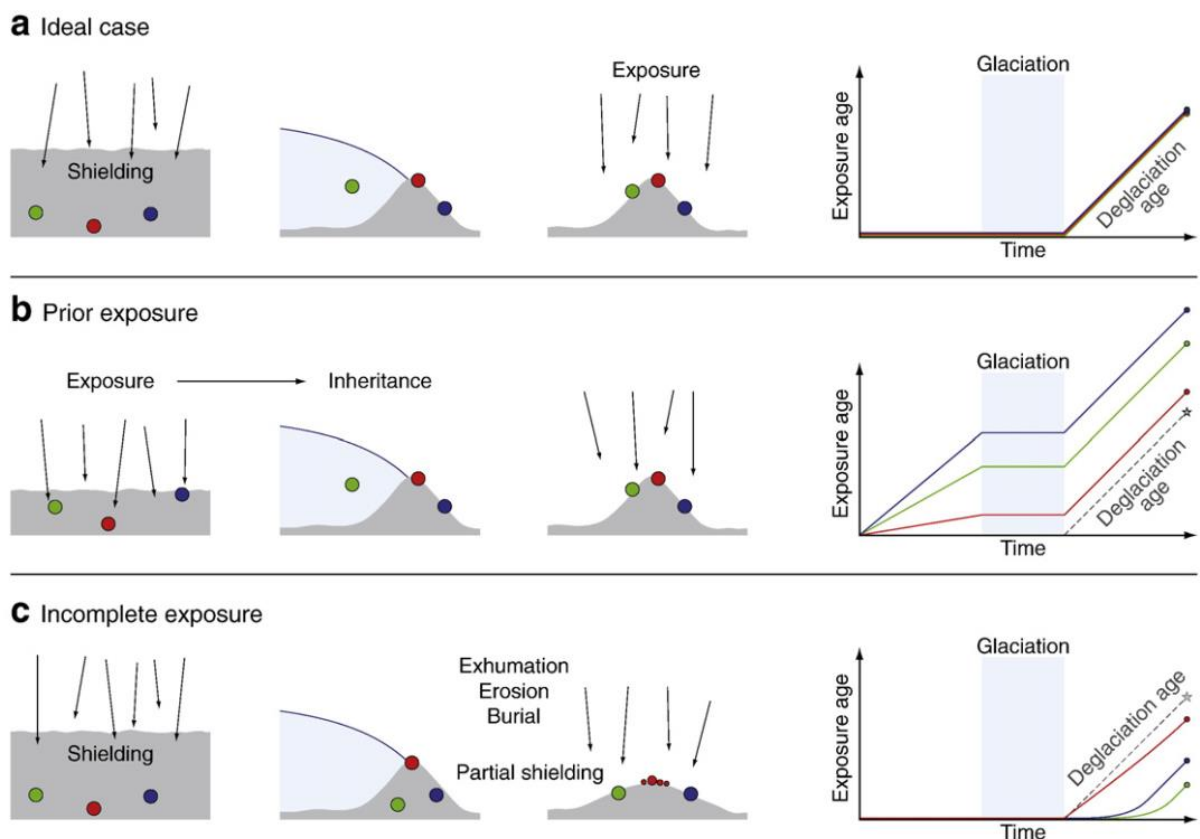 a Ideal case
Shielding
Exposure
Glaciation
Exposure age
Deglaciation
age
Time
b Prior exposure
Exposure
Inheritance
Glaciation
Exposure age
Deglaciation
age
Time
c Incomplete exposure
Shielding
Exhumation
Erosion
Burial
Partial shielding
Glaciation
Exposure age
Deglaciation age
Time